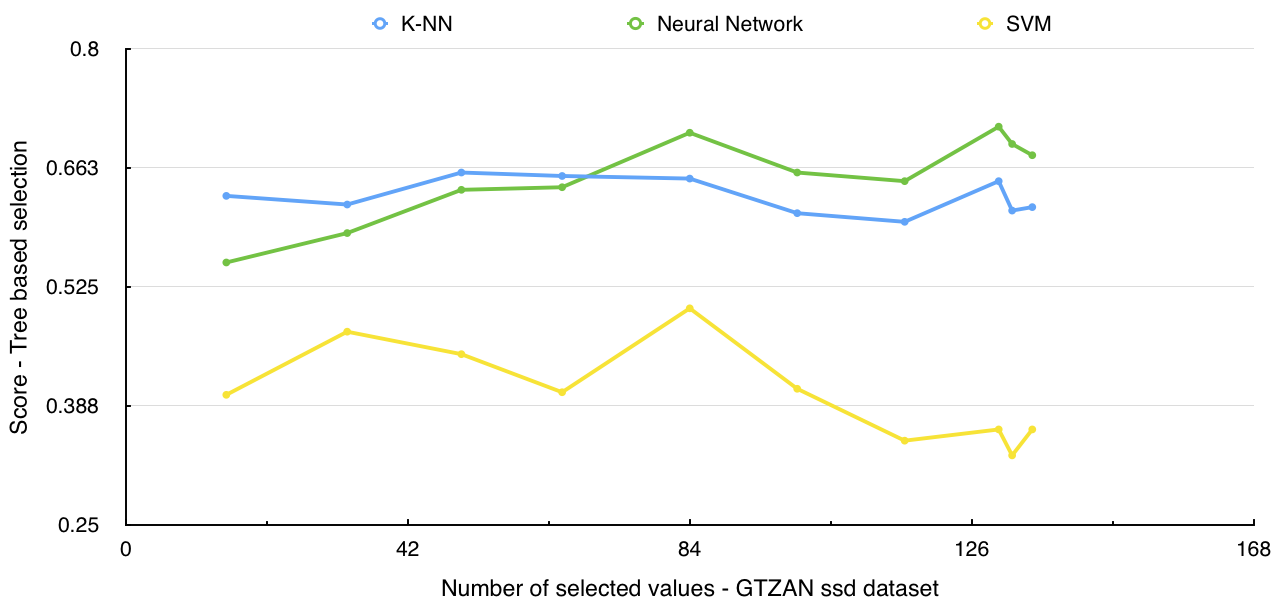 K-NN Neural Network SVM
0.8
0.663
0.525
0.388
0.25
Score - Tree based selection
0 42 84 126 168
Number of selected values - GTZAN ssd dataset